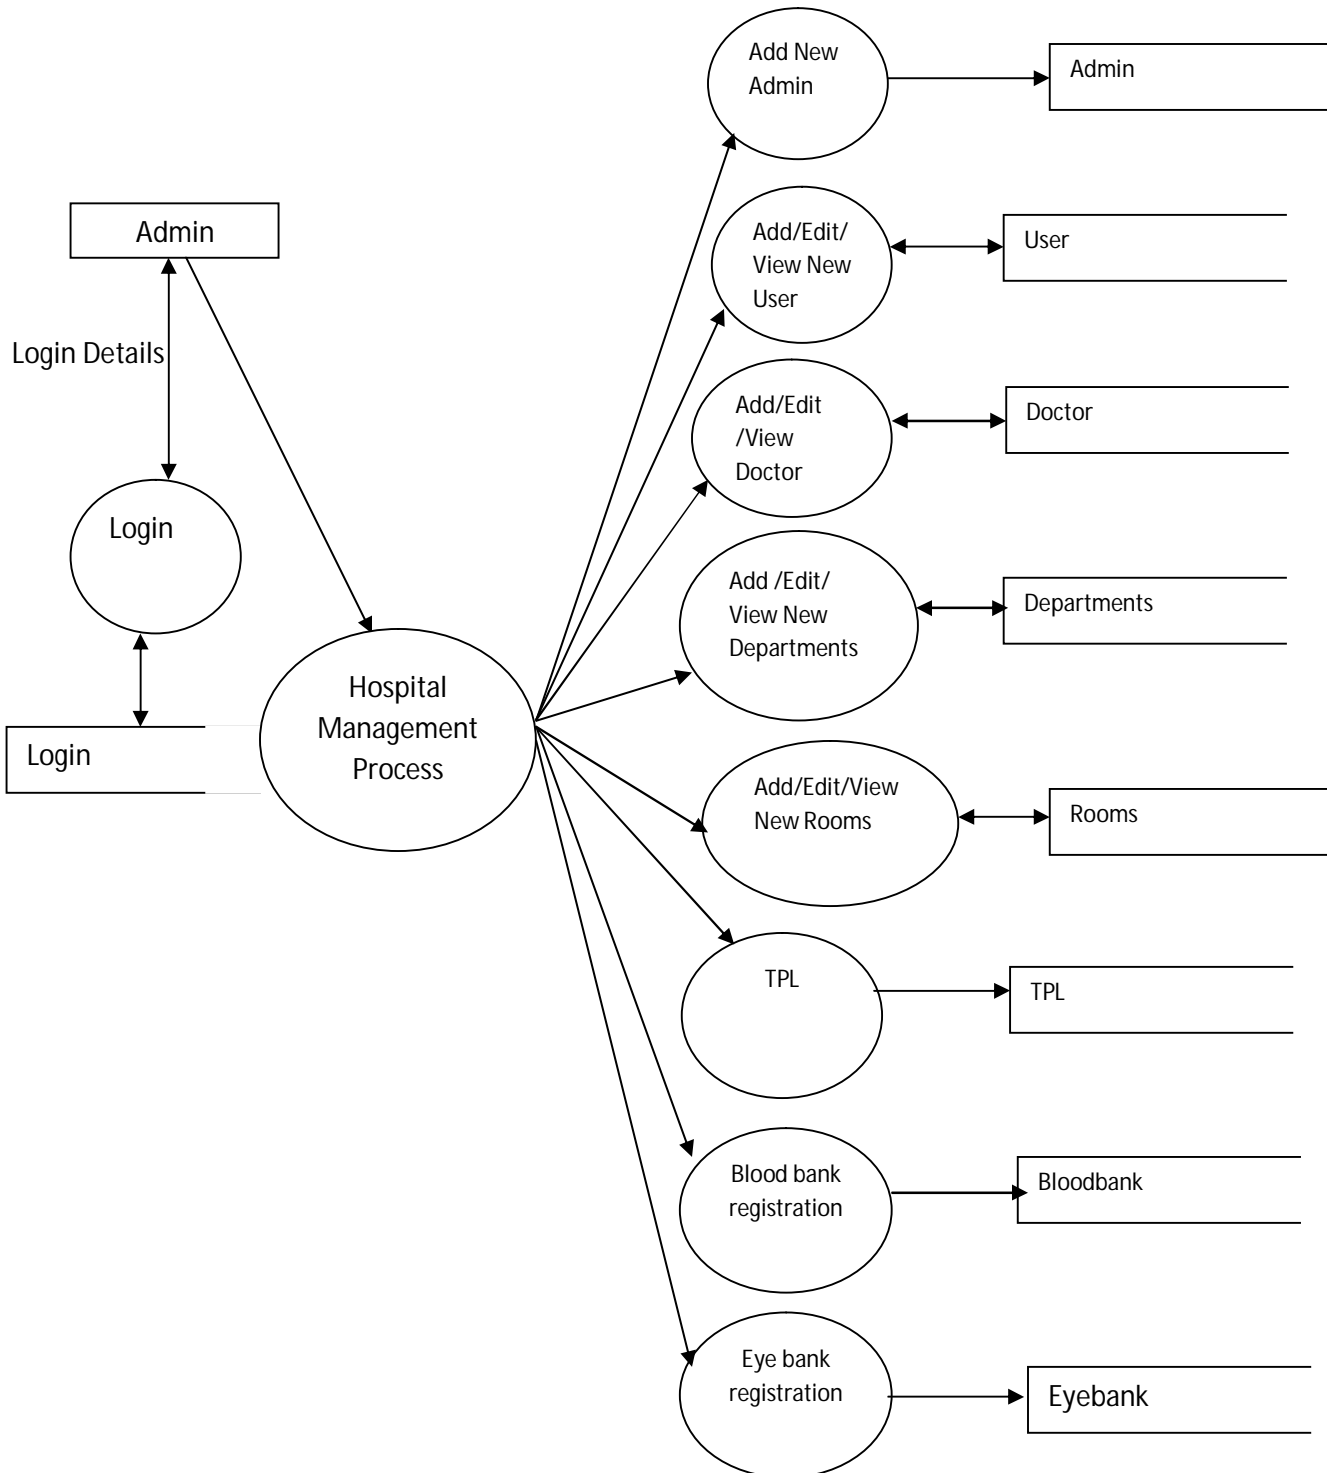 Add New
Admin
Admin
Admin
Add/Edit/
View New
User
User
Login Details
Add/Edit
/View
Doctor
Doctor
Login
Add /Edit/
View New
Departments
Departments
Hospital
Management
Process
Login
Add/Edit/View
New Rooms
Rooms
TPL
TPL
Blood bank
registration
Bloodbank
Eye bank
registration
Eyebank